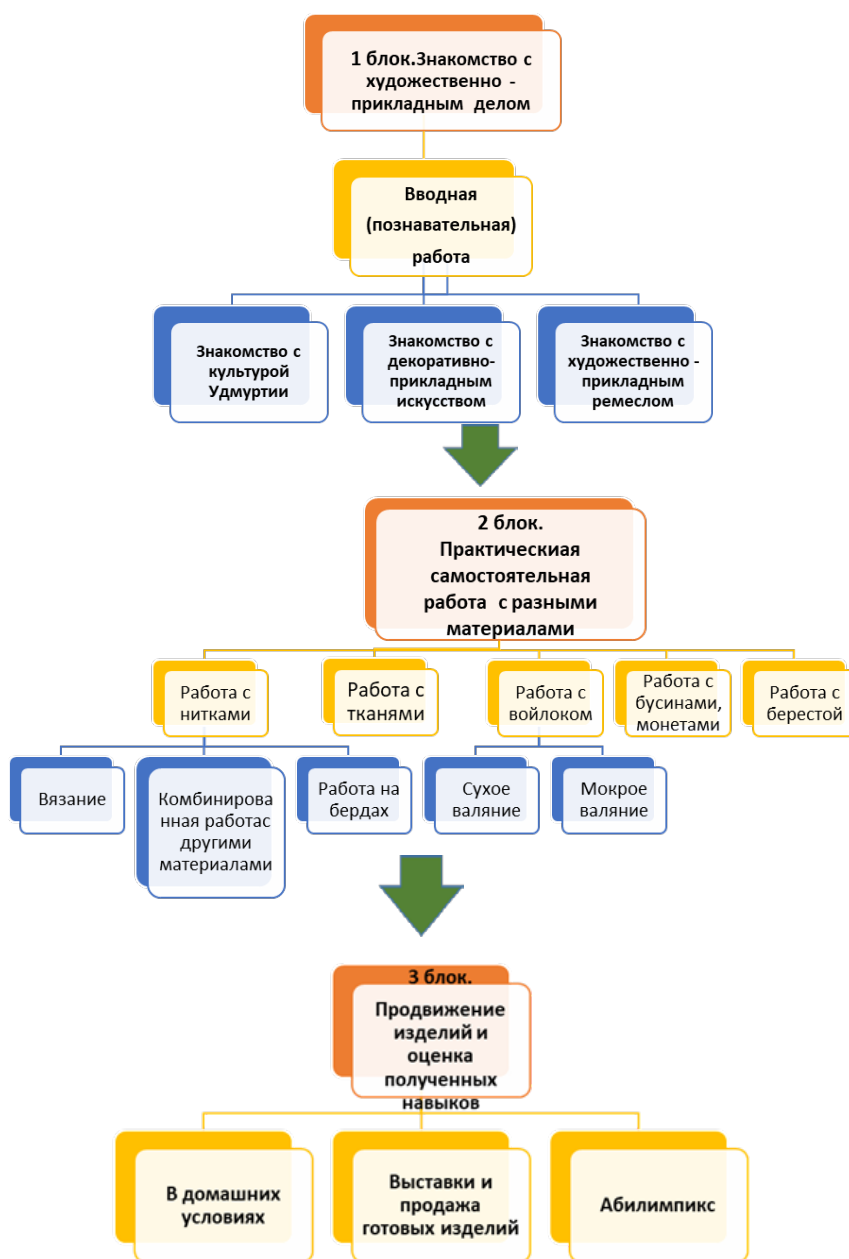 1 блок.Знакомство с
художественно -
прикладным делом
Вводная
(познавательная)
работа
Знакомство с
культурой
Удмуртии
Знакомство с
декоративно-
прикладным
искусством
Знакомство с
художественно -
прикладным
ремеслом
2 блок.
Практическиая
самостоятельная
работа с разными
материалами
Работа с
нитками
Работа с
тканями
Работа с
войлоком
Работа с
бусинами,
монетами
Работа с
берестой
Вязание
Комбинирова
нная работас
другими
материалами
Работа на
бердах
Сухое
валяние
Мокрое
валяние
3 блок.
Продвижение
изделий и
оценка
полученных
навыков
В домашних
условиях
Выставки и
продажа
готовых изделий
Абилимпикс